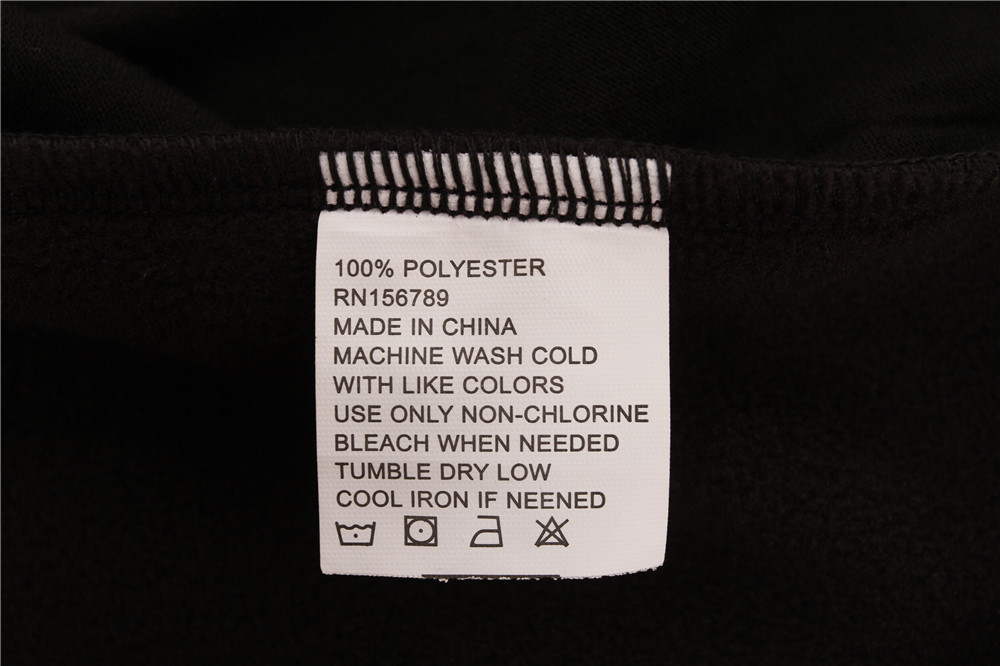 100% POLYESTER
RN156789
MADE IN CHINA
MACHINE WASH COLD
WITH LIKE COLORS
USE ONLY NON-CHLORINE
BLEACH WHEN NEEDED
TUMBLE DRY LOW
COOL IRON IF NEENED